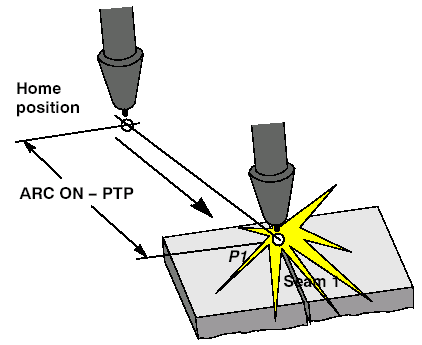 Home
position
ARC ON – PTP
P1
Seam 1